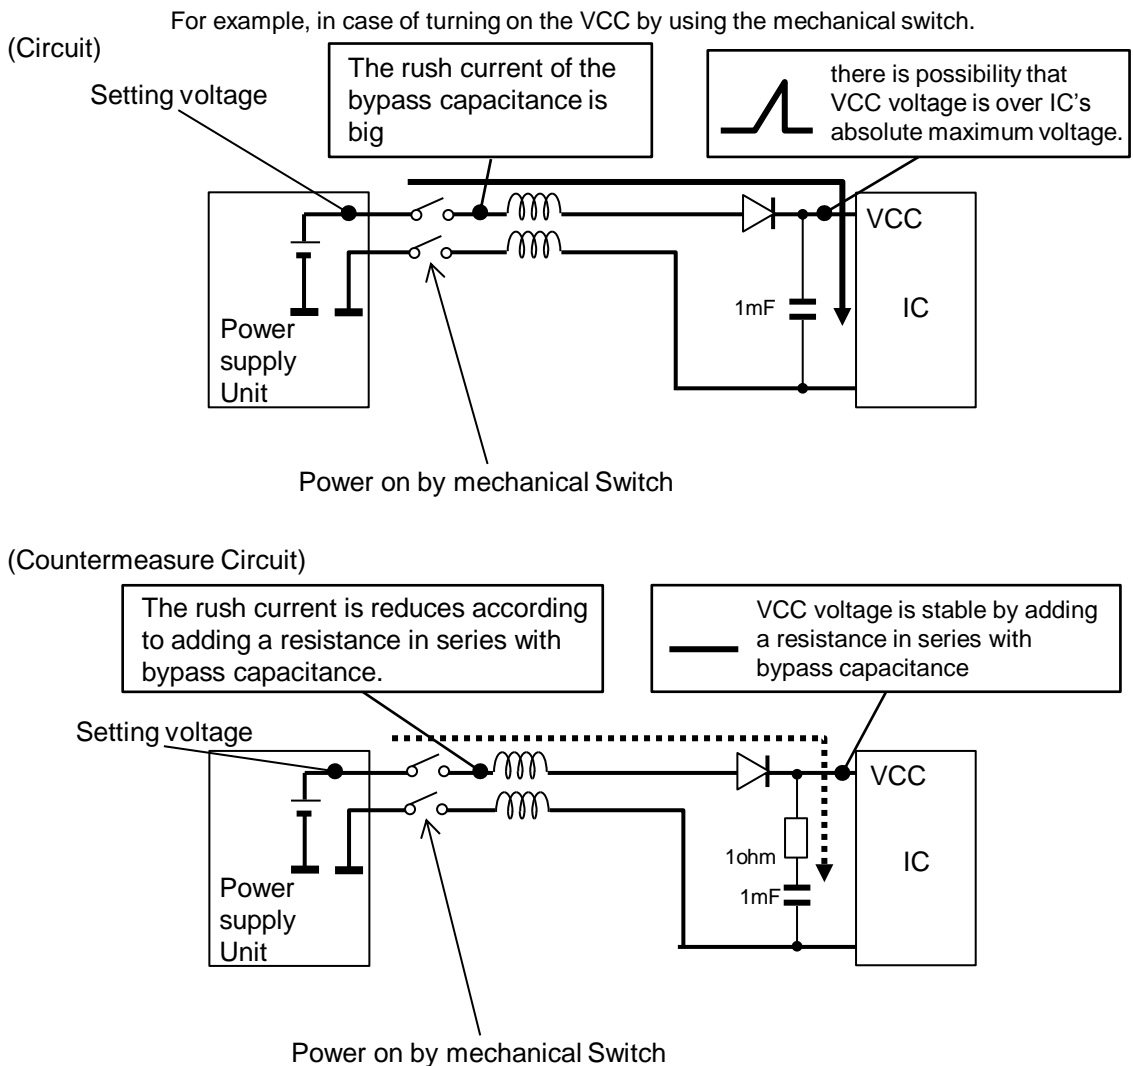 For example, in case of turning on the VCC by using the mechanical switch.
(Circuit)
The rush current of the
bypass capacitance is
big
there is possibility that
VCC voltage is over IC's
absolute maximum voltage.
Setting voltage
VCC
1mF
IC
Power
supply
Unit
Power on by mechanical Switch
(Countermeasure Circuit)
The rush current is reduces according
to adding a resistance in series with
bypass capacitance.
VCC voltage is stable by adding
a resistance in series with
bypass capacitance
Setting voltage
VCC
1ohm
1mF
IC
Power
supply
Unit
Power on by mechanical Switch